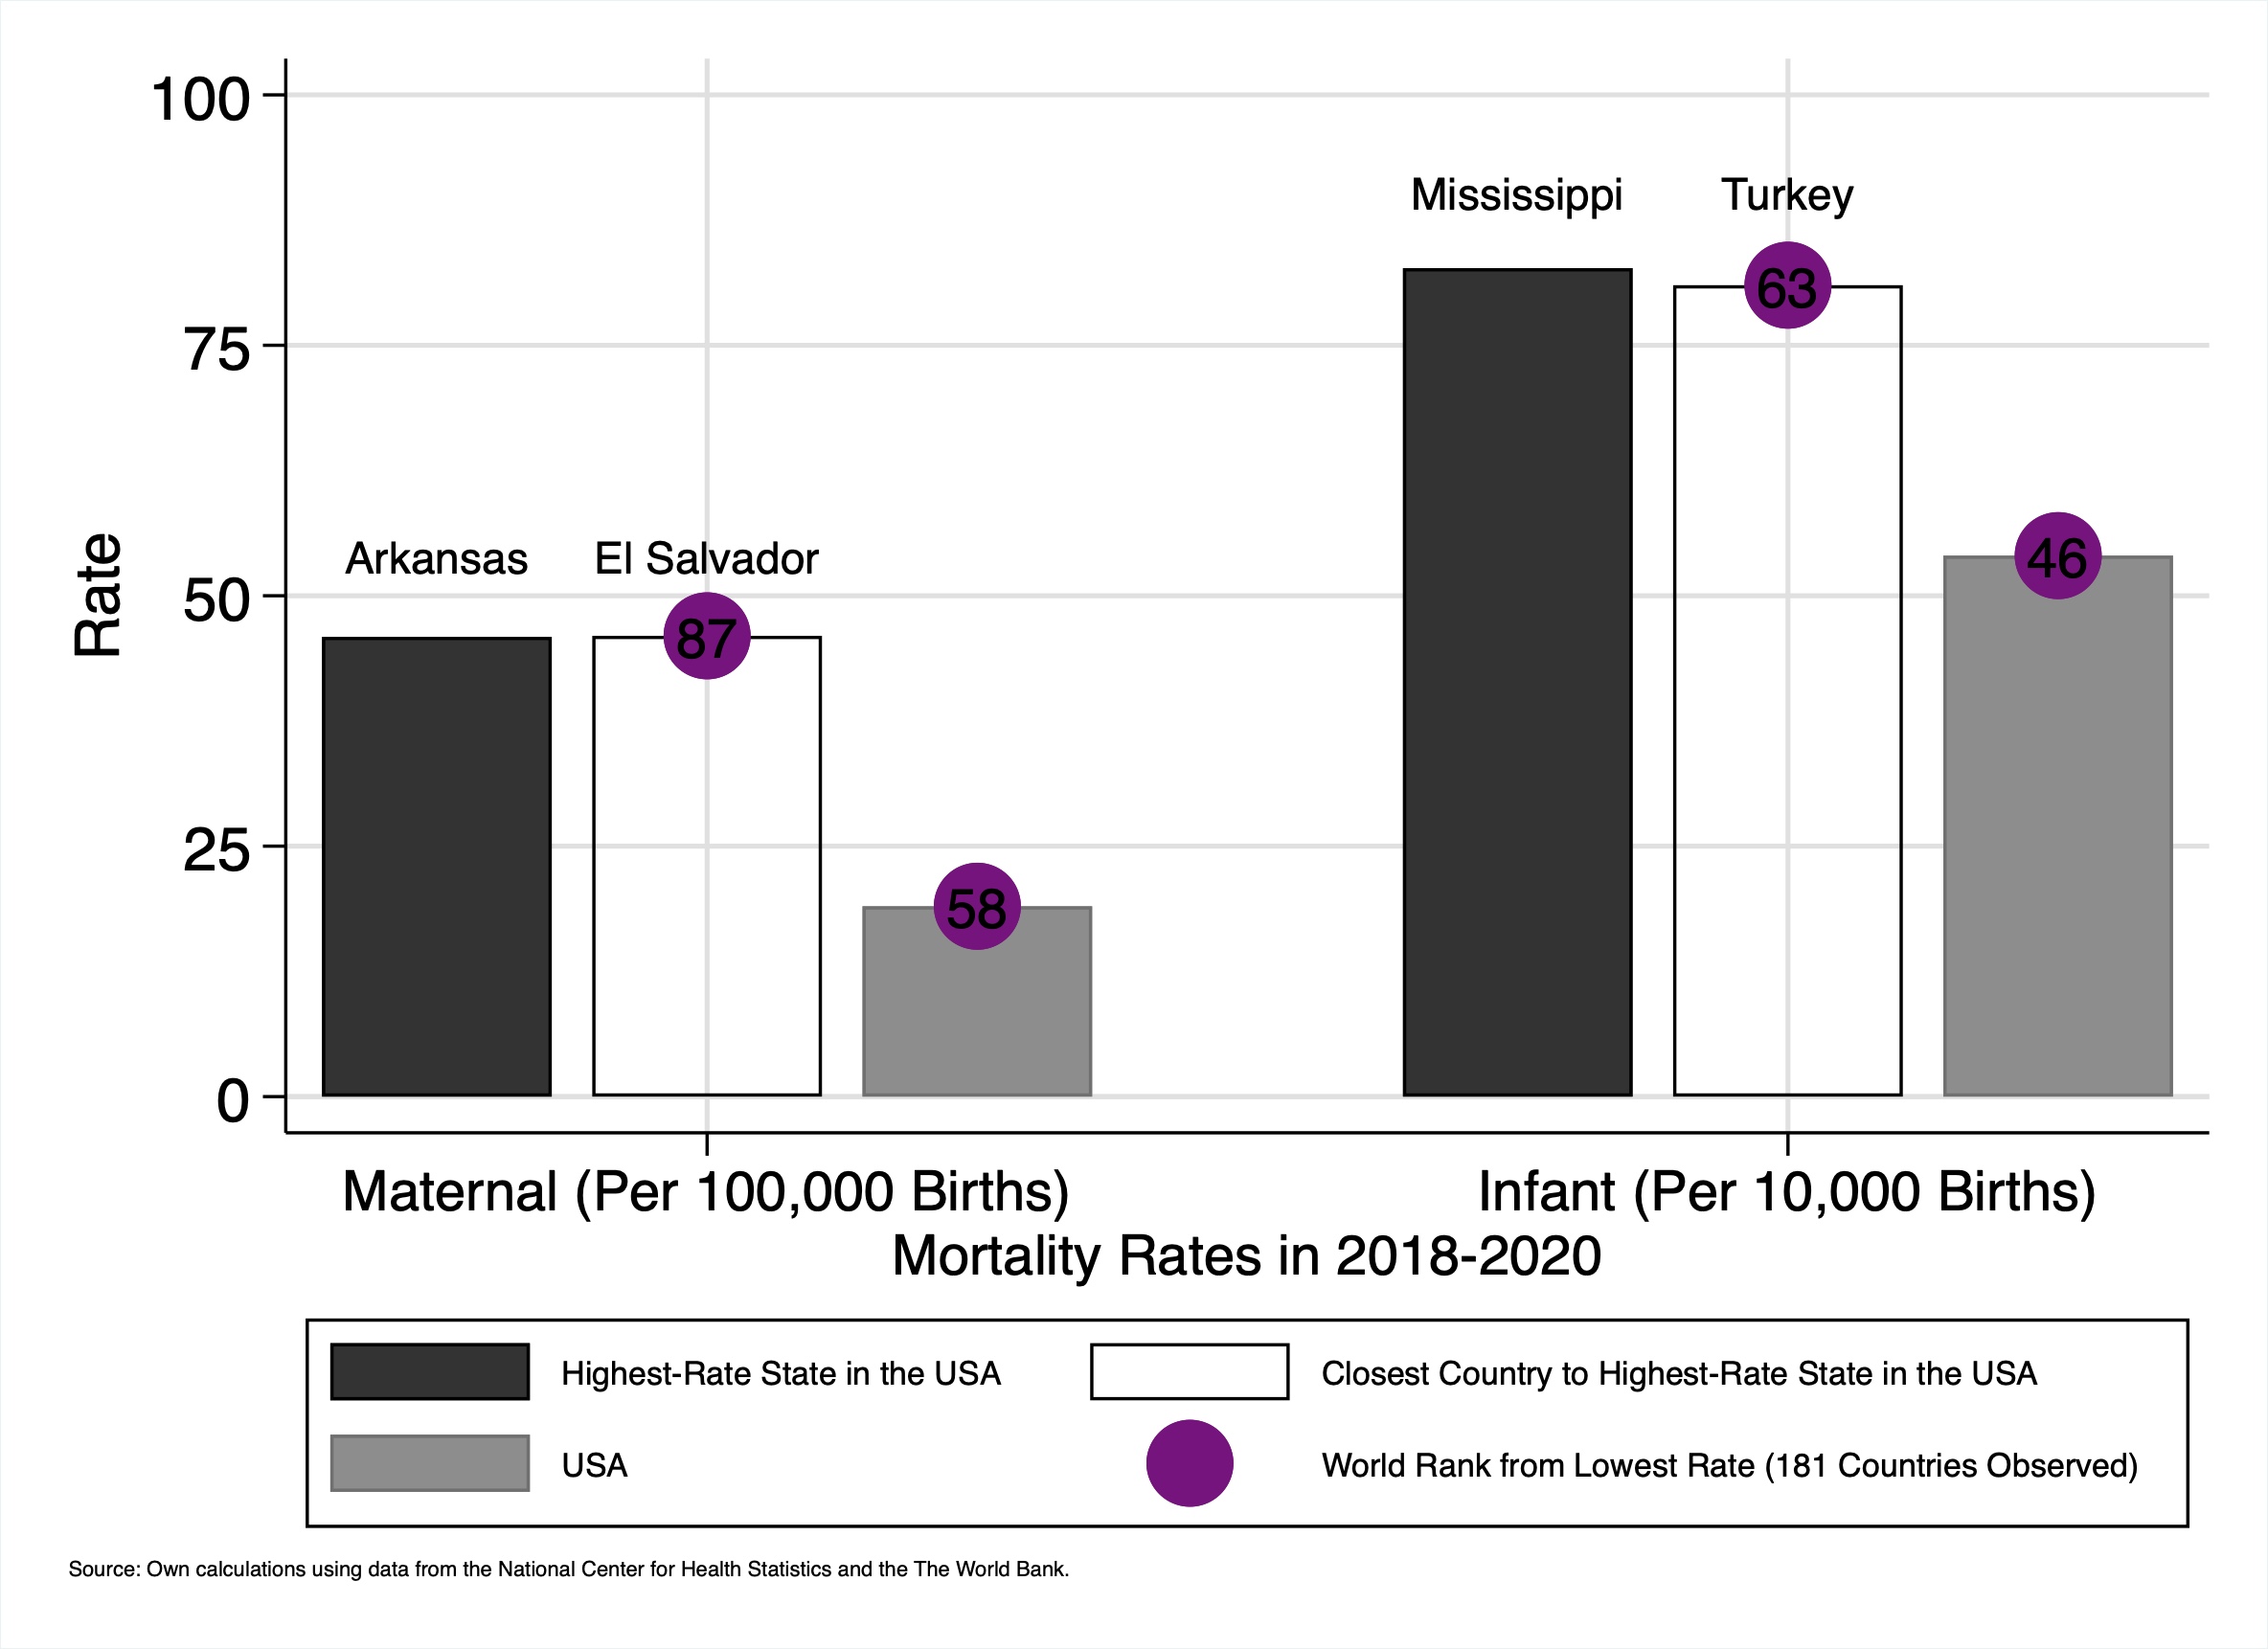 100
75
50
25
0
Rate
Mississippi Turkey
63
Arkansas El Salvador
46
87
58
Maternal (Per 100,000 Births) Infant (Per 10,000 Births)
Mortality Rates in 2018-2020
Highest-Rate State in the USA Closest Country to Highest-Rate State in the USA
USA World Rank from Lowest Rate (181 Countries Observed)
Source: Own calculations using data from the National Center for Health Statistics and the The World Bank.